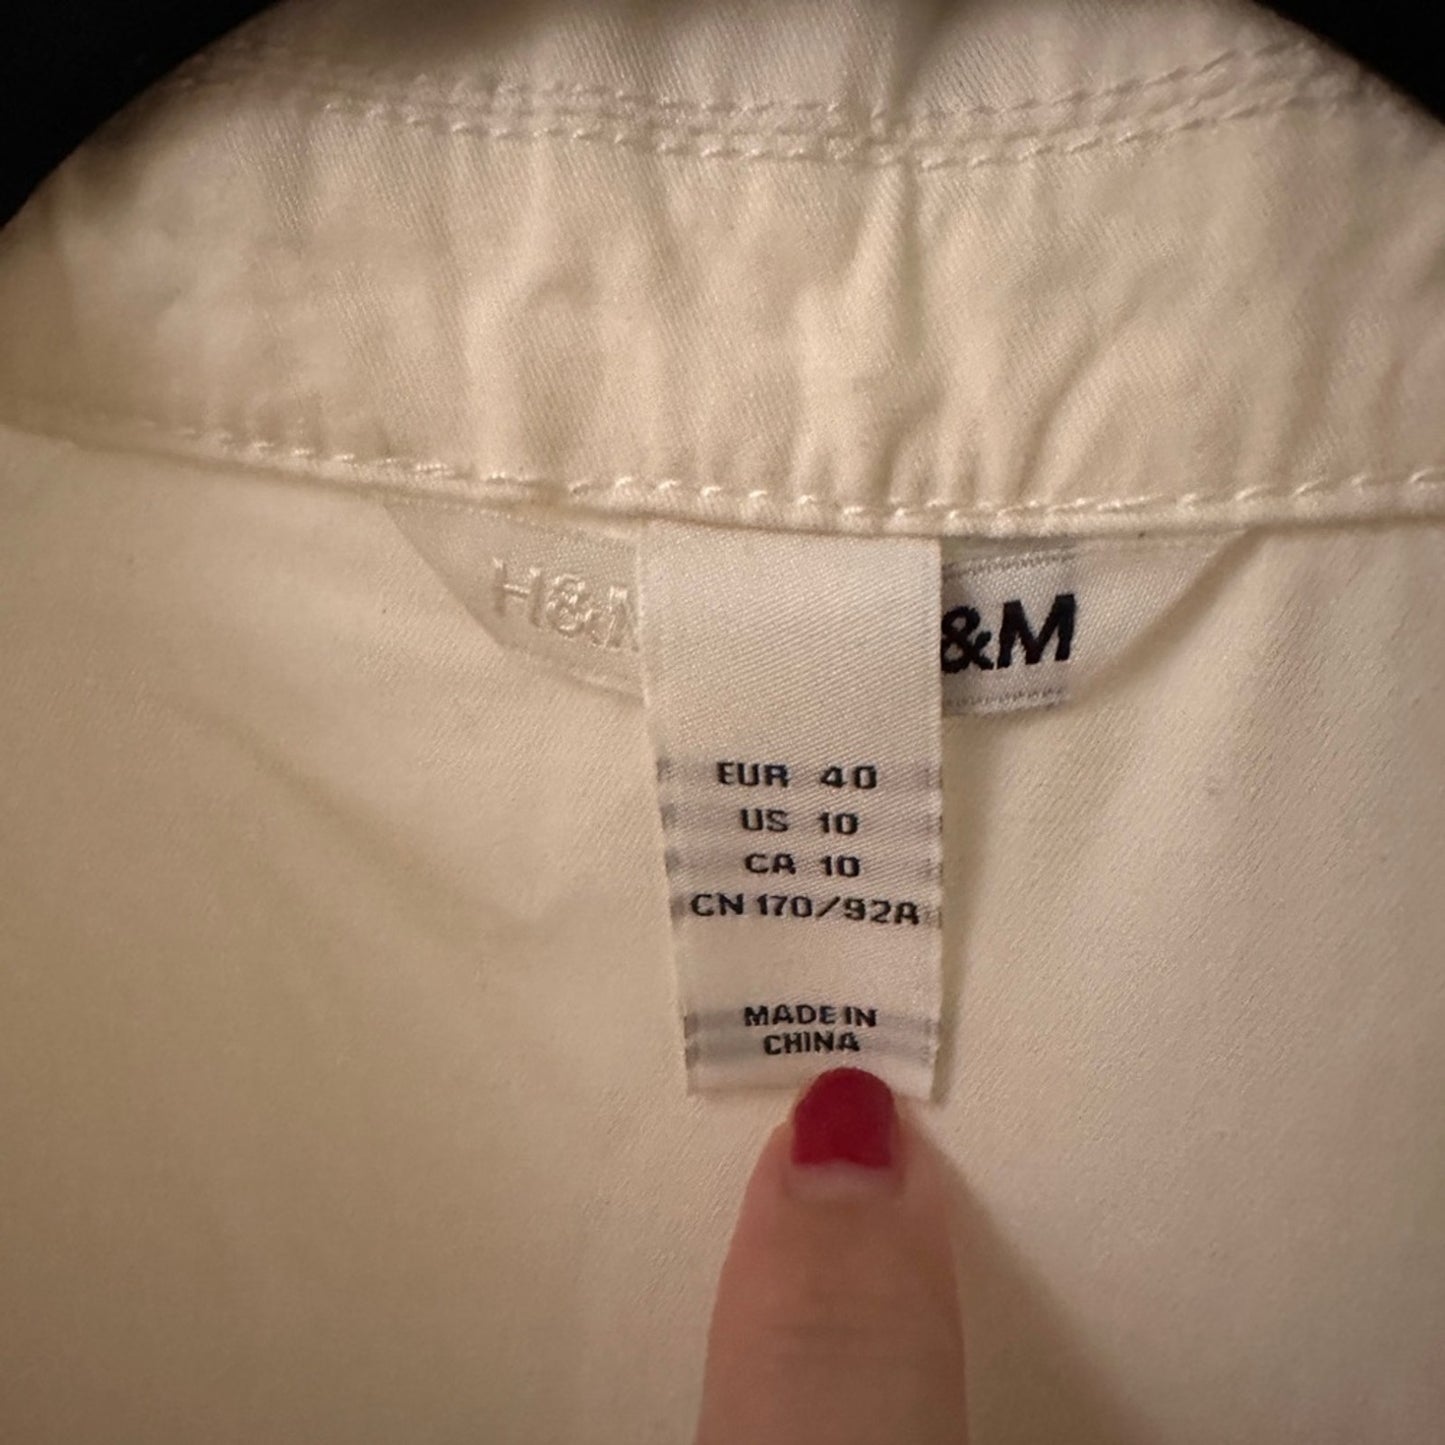 H&M
&M
EUR 40
US 10
CA 10
CN 170/92A
MADE IN
CHINA